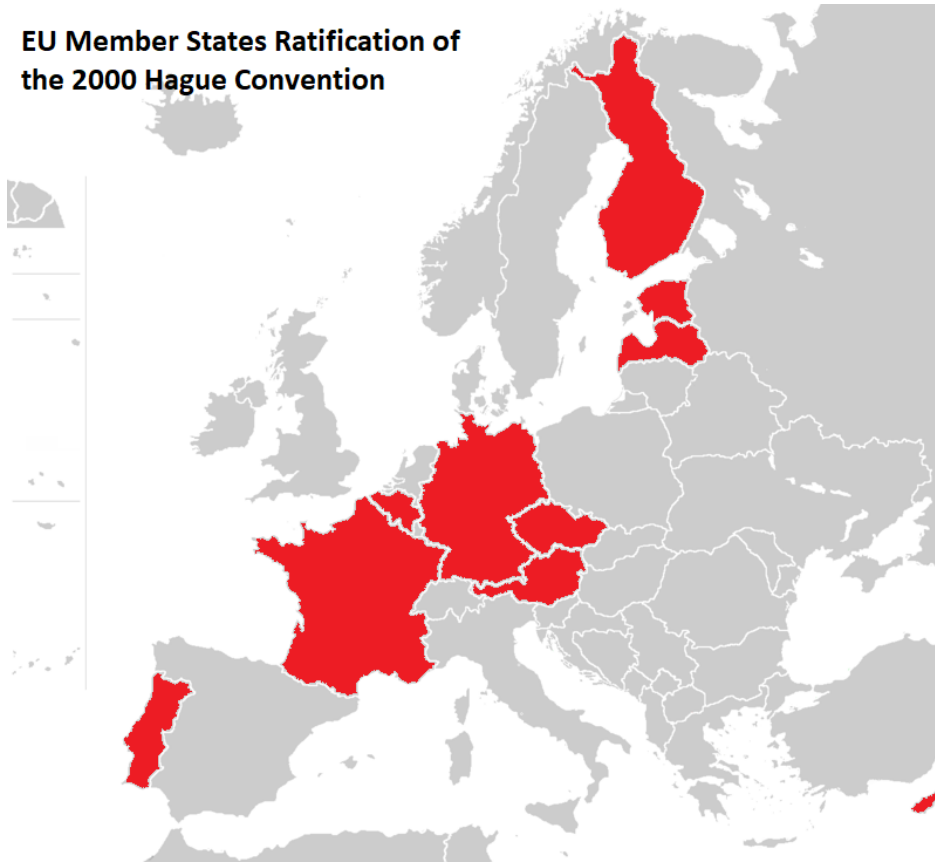 EU Member States Ratification of
the 2000 Hague Convention